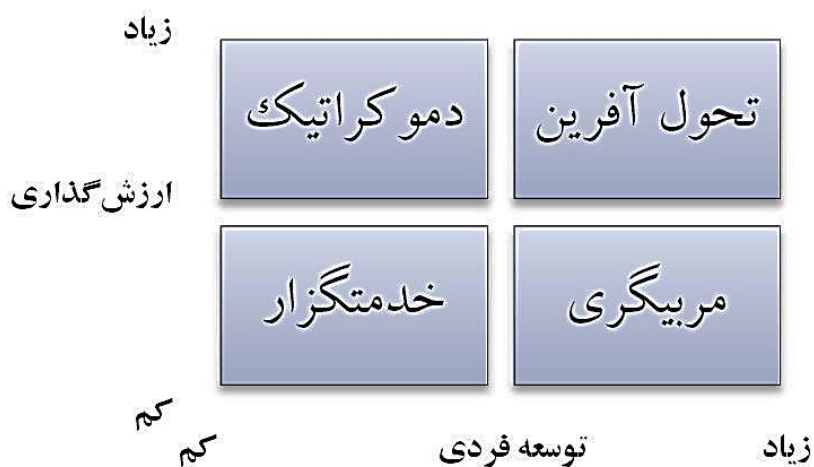 زیاد
تحول آفرین
دموکراتیک
ارزش‌گذاری
مربیگری
خدمتگزار
کم
زیاد
توسعه فردی
کم